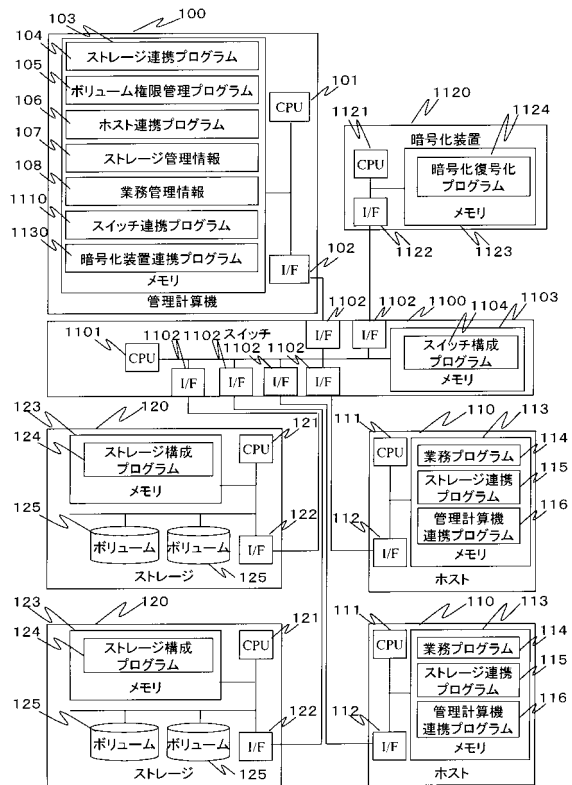 103
100
104
ストレージ連携プログラム
105
ボリューム権限管理プログラム
106
ホスト連携プログラム
107
ストレージ管理情報
108
業務管理情報
1110
スイッチ連携プログラム
1130
暗号化装置連携プログラム
メモリ
管理計算機
101
CPU
I/F
102
1120
1121
1124
暗号化装置
CPU
暗号化復号化
プログラム
I/F
メモリ
1122
1123
1102
1102
1100
1104
1103
1101
1102
1102
スイッチ
I/F
I/F
CPU
1102
1102
スイッチ構成
プログラム
メモリ
I/F
I/F
I/F
I/F
123
120
121
124
ストレージ構成
プログラム
CPU
メモリ
125
122
ボリューム
ボリューム
I/F
ストレージ
125
111
110
113
CPU
業務プログラム
114
ストレージ連携
プログラム
115
112
管理計算機
連携プログラム
116
I/F
メモリ
ホスト
123
120
121
124
ストレージ構成
プログラム
CPU
メモリ
125
122
ボリューム
ボリューム
I/F
ストレージ
125
111
110
113
CPU
業務プログラム
114
ストレージ連携
プログラム
115
112
管理計算機
連携プログラム
116
I/F
メモリ
ホスト